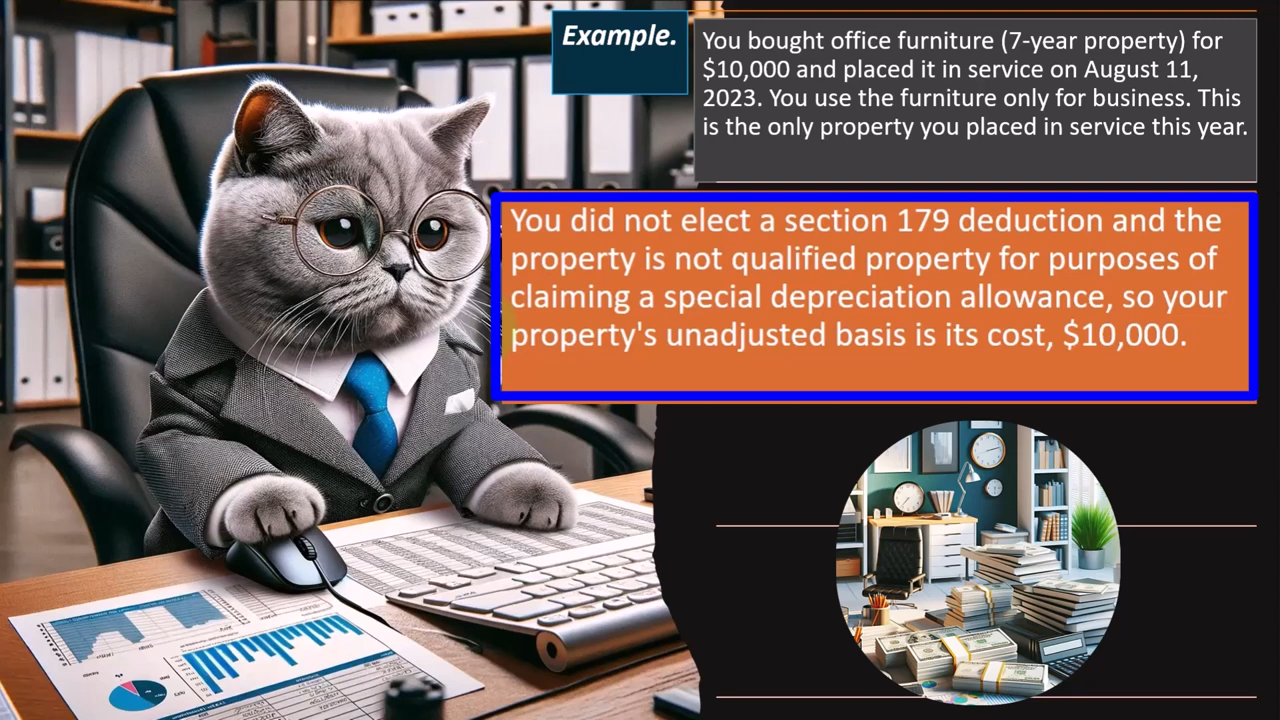 Example.
You bought office furniture (7-year property) for
$10,000 and placed it in service on August 11,
2023. You use the furniture only for business. This
is the only property you placed in service this year.
You did not elect a section 179 deduction and the
property is not qualified property for purposes of
claiming a special depreciation allowance, so your
property's unadjusted basis is its cost, $10,000.